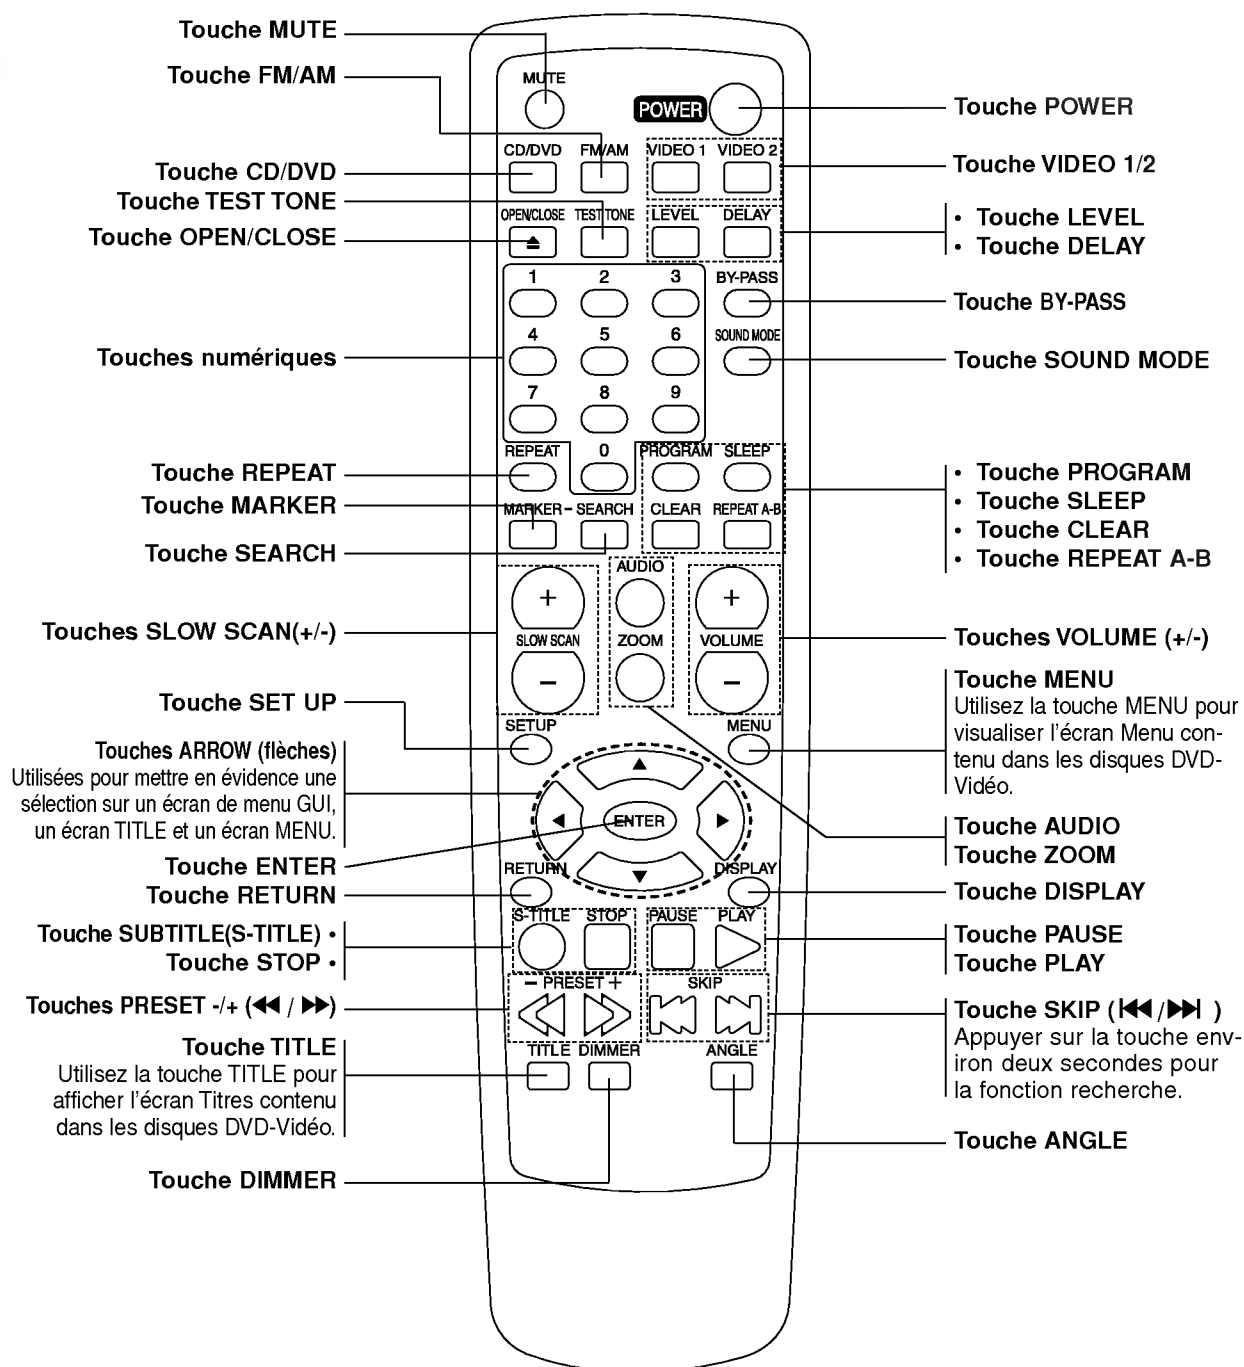 Touche MUTE
Touche FM/AM
Touche CD/DVD
Touche TEST TONE
Touche OPEN/CLOSE
Touches numériques
Touche REPEAT
Touche MARKER
Touche SEARCH
Touches SLOW SCAN(+/-)
Touche SET UP
Touches ARROW (flèches)
Utilisées pour mettre en évidence une
sélection sur un écran de menu GUI,
un écran TITLE et un écran MENU.
Touche ENTER
Touche RETURN
Touche SUBTITLE(S-TITLE) •
Touche STOP •
Touches PRESET -/+ (◀◀ / ▶▶)
Touche TITLE
Utilisez la touche TITLE pour
afficher l'écran Titres contenu
dans les disques DVD-Vidéo.
Touche DIMMER
MUTE
POWER
CD/DVD FM/AM VIDEO 1 VIDEO 2
OPEN/CLOSE TEST TONE LEVEL DELAY
1 2 3 BY-PASS
4 5 6 SOUND MODE
7 8 9
REPEAT 0 PROGRAM SLEEP
MARKER - SEARCH CLEAR REPEAT A-B
AUDIO
+ +
SLOW SCAN ZOOM VOLUME
− −
SETUP MENU
▲
◀ ENTER ▶
▼
RETURN DISPLAY
S-TITLE STOP PAUSE PLAY
− PRESET + SKIP
TITLE DIMMER ANGLE
Touche POWER
Touche VIDEO 1/2
• Touche LEVEL
• Touche DELAY
Touche BY-PASS
Touche SOUND MODE
• Touche PROGRAM
• Touche SLEEP
• Touche CLEAR
• Touche REPEAT A-B
Touches VOLUME (+/-)
Touche MENU
Utilisez la touche MENU pour
visualiser l'écran Menu con-
tenu dans les disques DVD-
Vidéo.
Touche AUDIO
Touche ZOOM
Touche DISPLAY
Touche PAUSE
Touche PLAY
Touche SKIP (|◀◀ /▶▶| )
Appuyer sur la touche env-
iron deux secondes pour
la fonction recherche.
Touche ANGLE